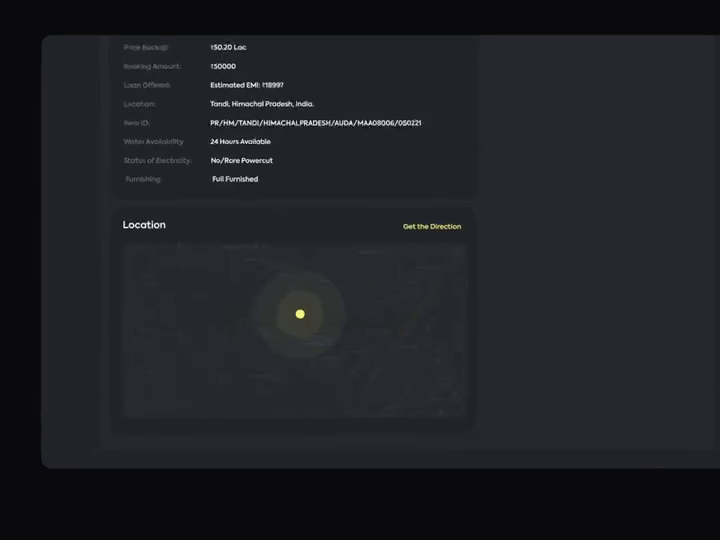 Price Backup: ₹50.20 Lac
Booking Amount: ₹50000
Loan Offered: Estimated EMI: ₹18997
Location: Tandi, Himachal Pradesh, India.
Rera ID: PR/HM/TANDI/HIMACHALPRADESH/AUDA/MAA08006/050221
Water Availability 24 Hours Available
Status of Electricity: No/Rare Powercut
Furnishing: Full Furnished
Location Get the Direction